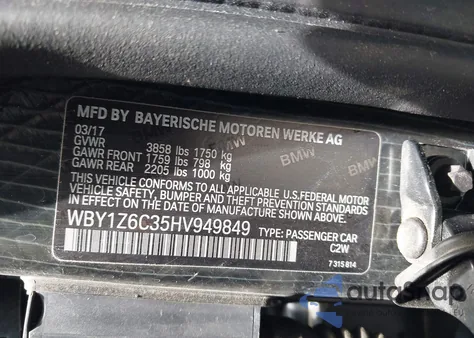 MFD BY BAYERISCHE MOTOREN WERKE AG
03/17
GVWR 3858 lbs 1750 kg
GAWR FRONT 1759 lbs 798 kg
GAWR REAR 2205 lbs 1000 kg
THIS VEHICLE CONFORMS TO ALL APPLICABLE U.S.FEDERAL MOTOR
VEHICLE SAFETY, BUMPER AND THEFT PREVENTION STANDARDS
IN EFFECT ON THE DATE OF MANUFACTURE SHOWN ABOVE.
WBY1Z6C35HV949849 TYPE: PASSENGER CAR
C2W
7 315 814
BMW
BMW
autoShop